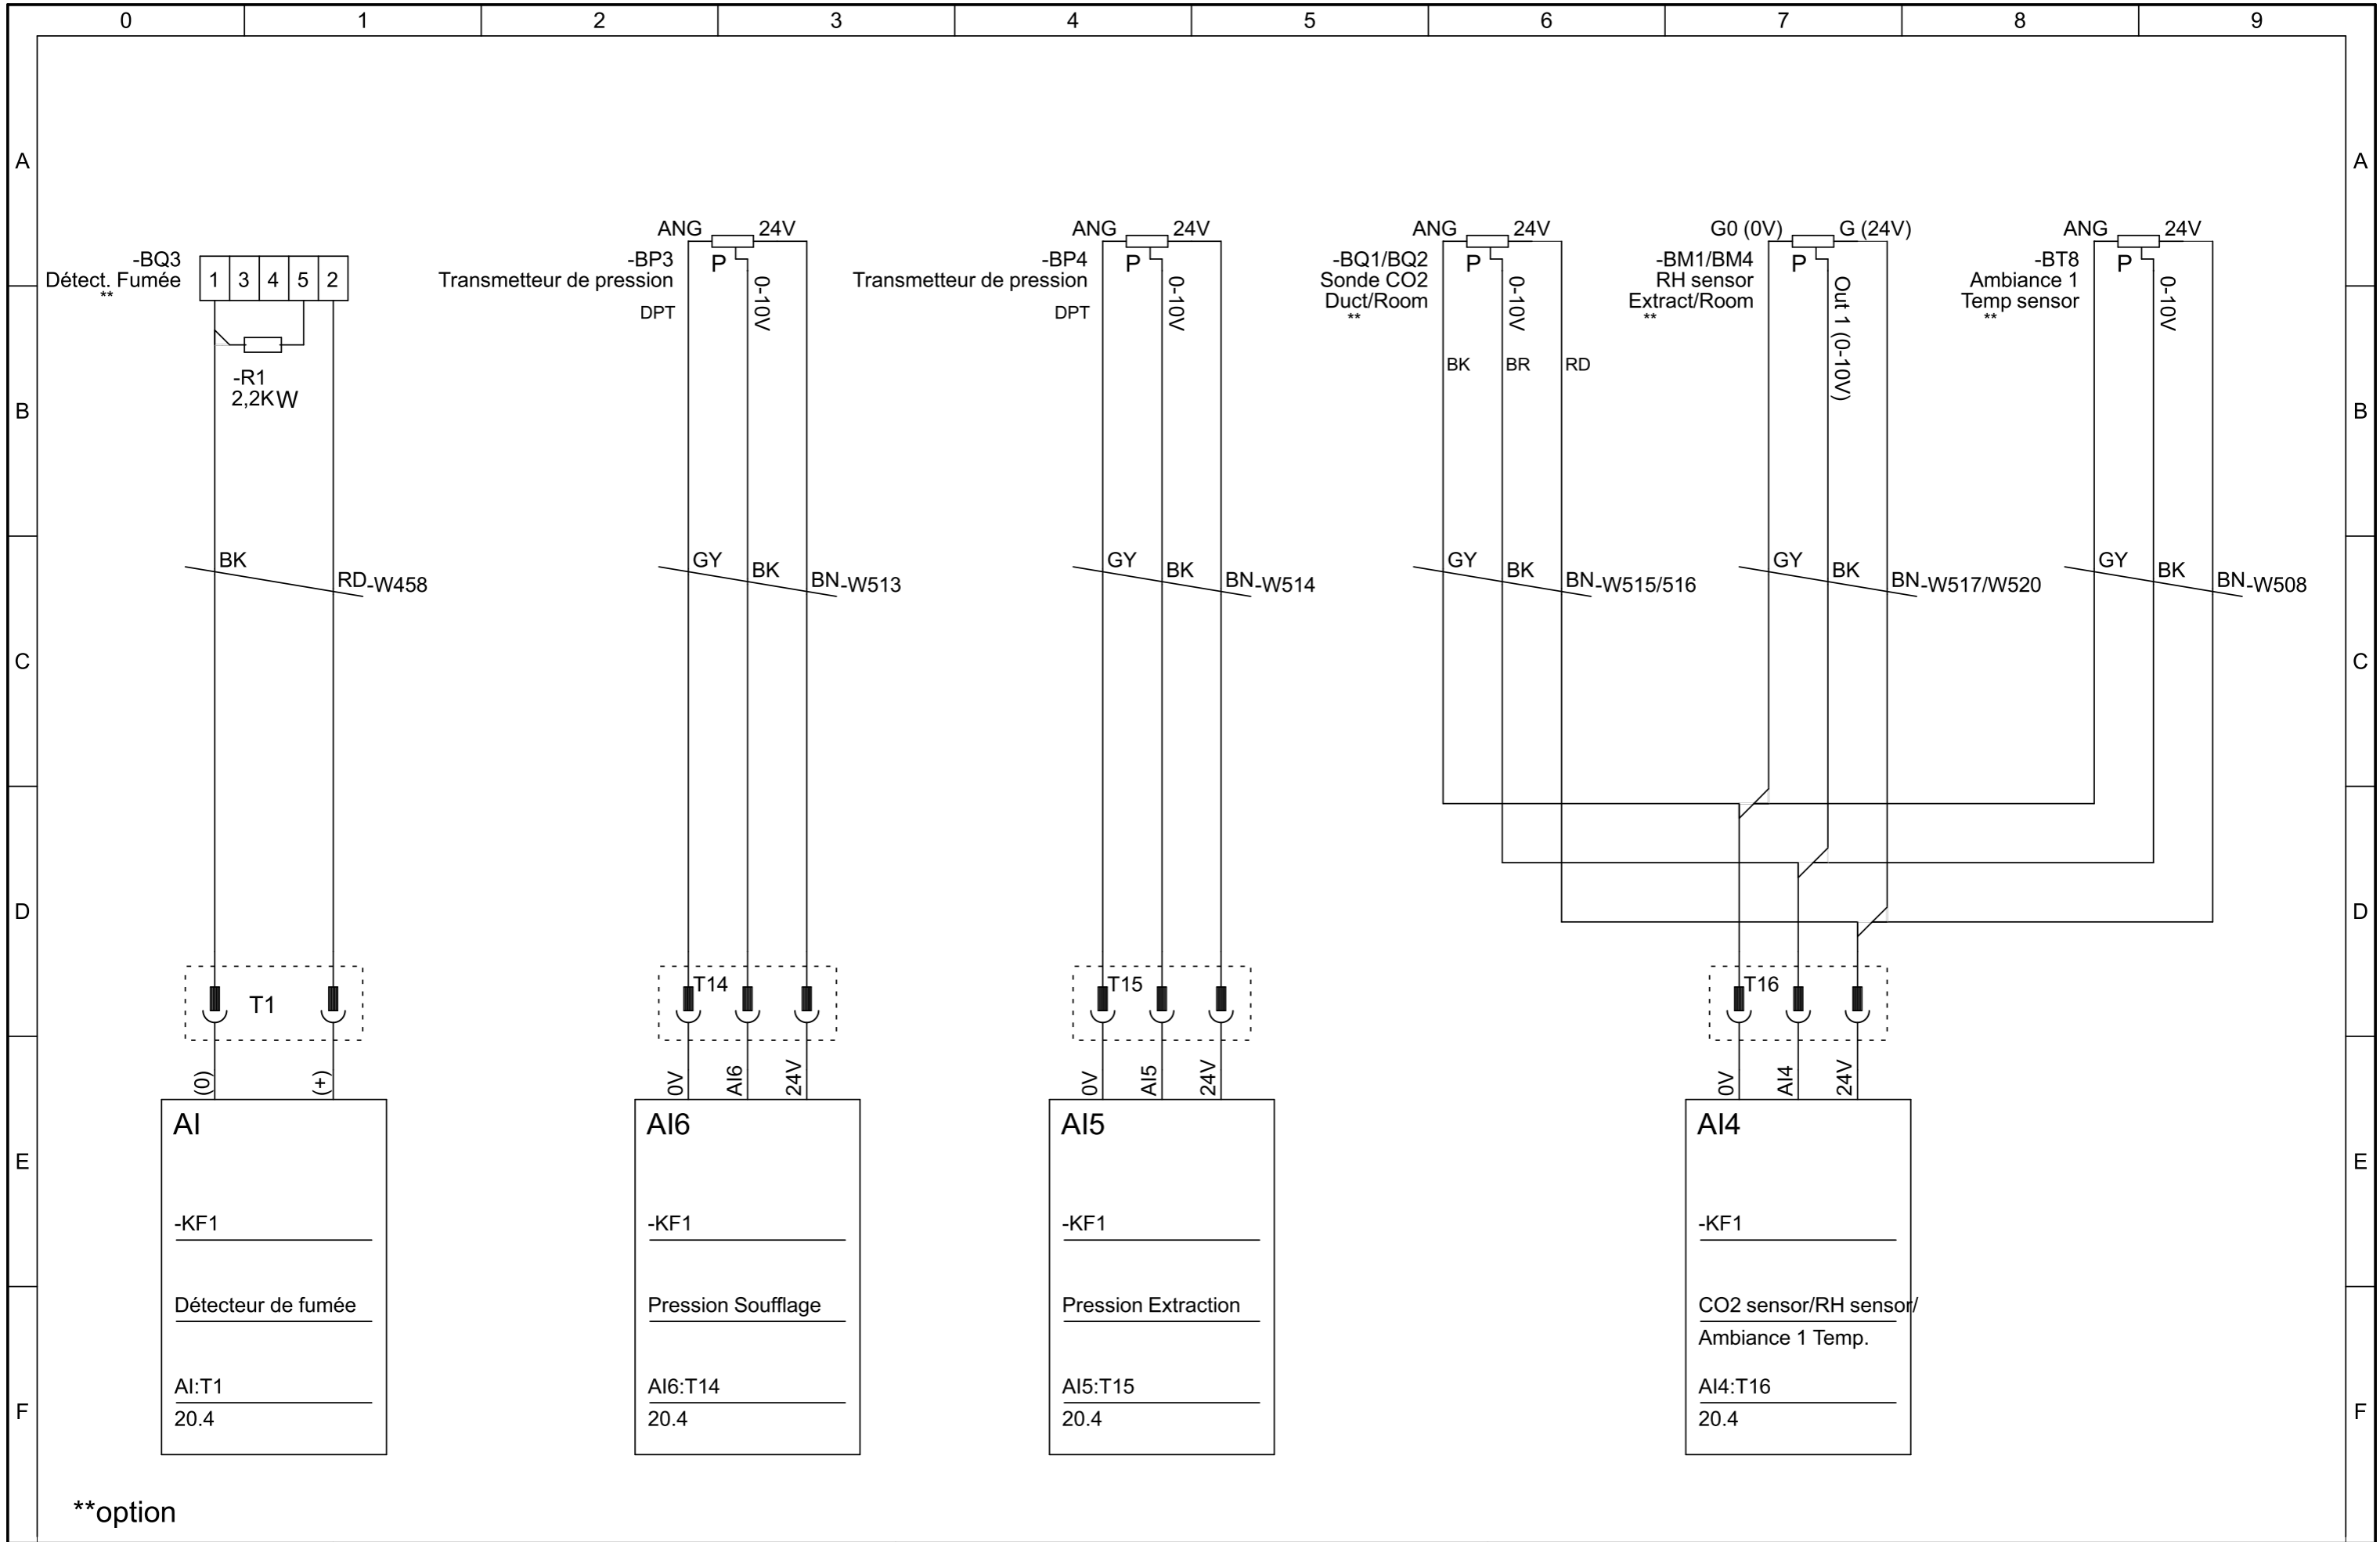 0 1 2 3 4 5 6 7 8 9
A
A
ANG 24V
ANG 24V
ANG 24V
G0 (0V) G (24V)
ANG 24V
-BQ3
Détect. Fumée
**
1 3 4 5 2
-BP3
Transmetteur de pression
DPT
P
0-10V
-BP4
Transmetteur de pression
DPT
P
0-10V
-BQ1/BQ2
Sonde CO2
Duct/Room
**
P
0-10V
-BM1/BM4
RH sensor
Extract/Room
**
P
Out 1 (0-10V)
-BT8
Ambiance 1
Temp sensor
**
P
0-10V
-R1
2,2KW
BK BR RD
B
B
BK RD -W458
GY BK BN -W513
GY BK BN -W514
GY BK BN -W515/516
GY BK BN -W517/W520
GY BK BN -W508
C
C
D
D
T1
T14
T15
T16
(0) (+)
0V AI6 24V
0V AI5 24V
0V AI4 24V
E
E
AI
-KF1
Détecteur de fumée
AI:T1
20.4
AI6
-KF1
Pression Soufflage
AI6:T14
20.4
AI5
-KF1
Pression Extraction
AI5:T15
20.4
AI4
-KF1
CO2 sensor/RH sensor/
Ambiance 1 Temp.
AI4:T16
20.4
F
F
**option